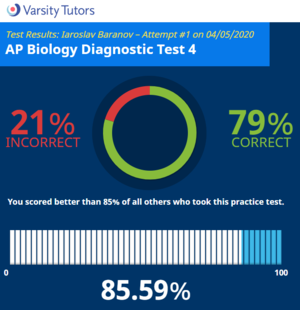 Varsity Tutors
Test Results: Iaroslav Baranov – Attempt #1 on 04/05/2020
AP Biology Diagnostic Test 4
21% 79%
INCORRECT CORRECT
You scored better than 85% of all others who took this practice test.
0 100
85.59%